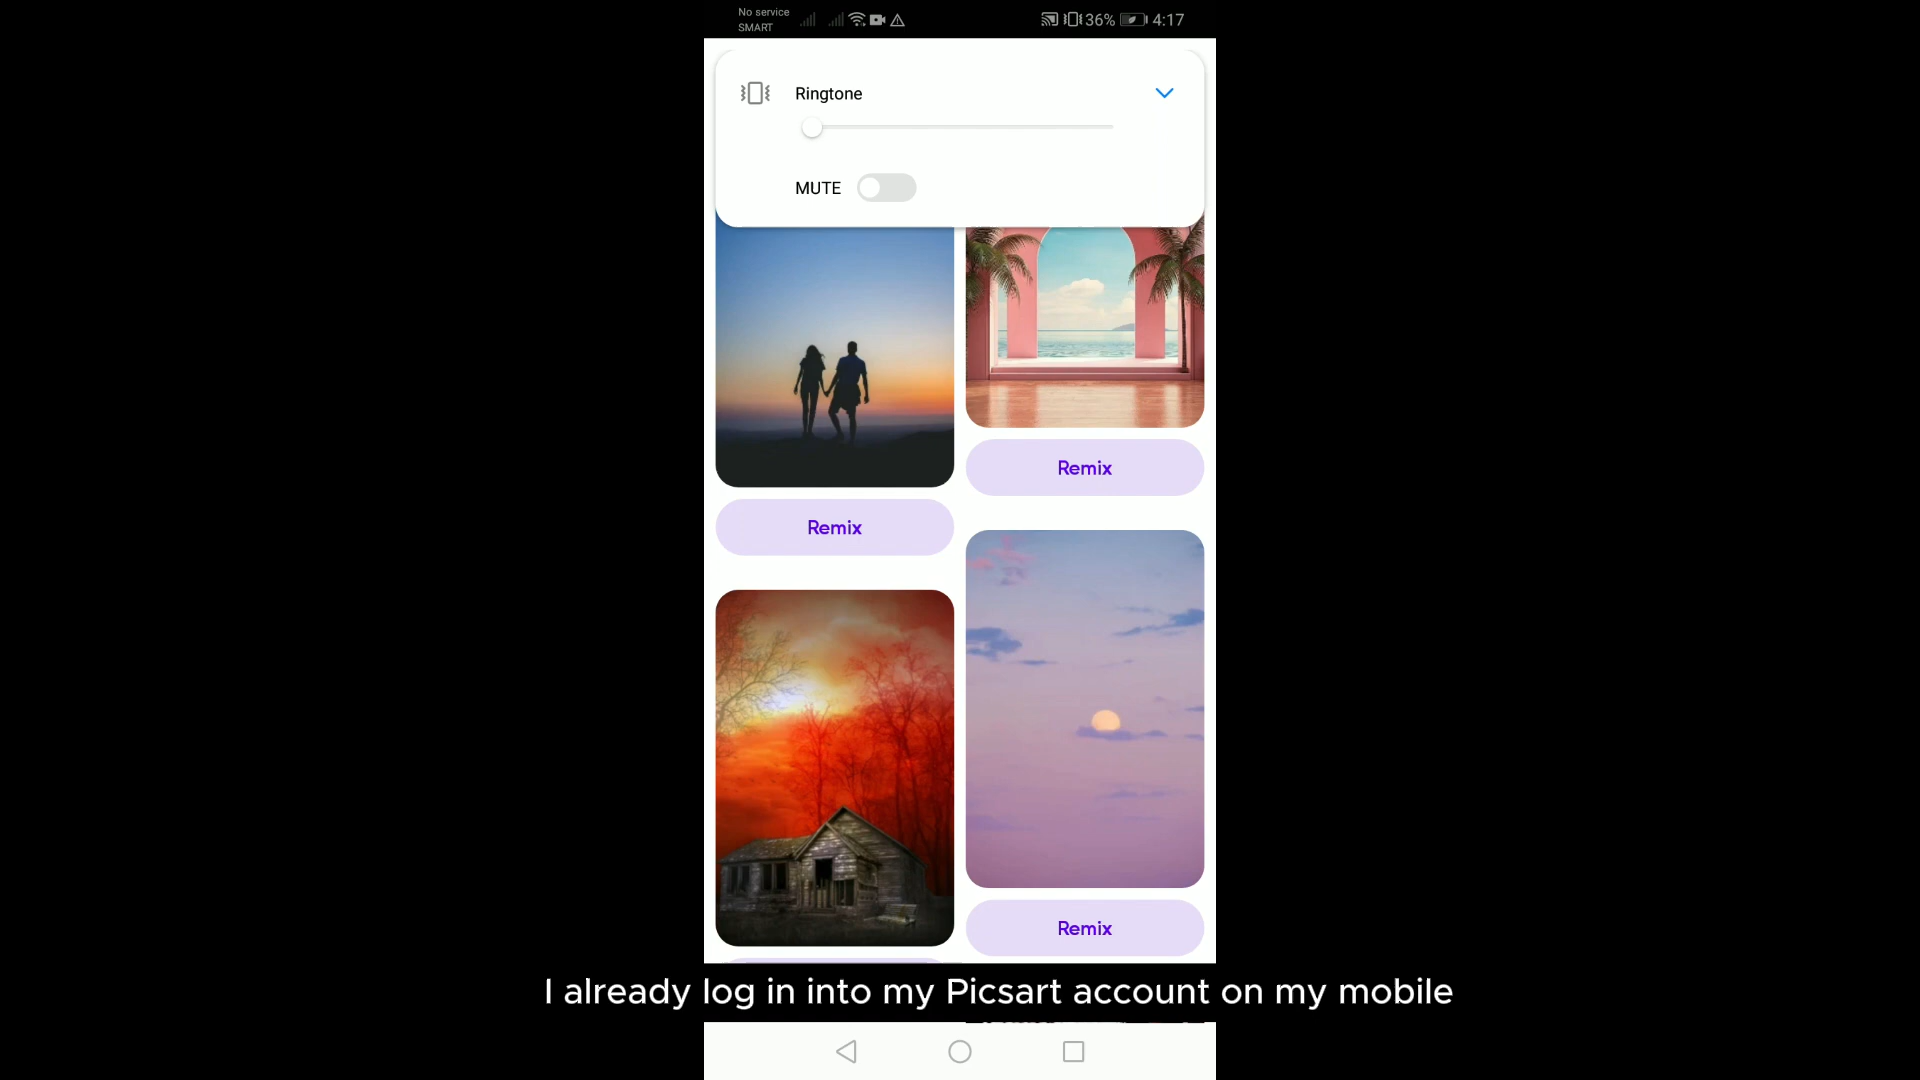 No service
SMART
36%
4:17
Ringtone
MUTE
Remix
Remix
Remix
I already log in into my Picsart account on my mobile